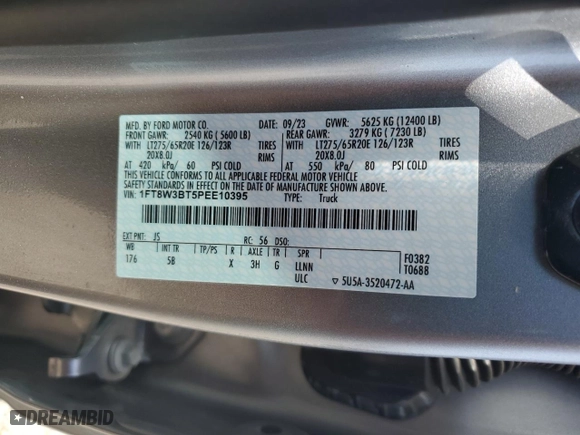 MFD. BY FORD MOTOR CO. 09/23 GVWR: 5625 KG (12400 LB)
FRONT GAWR: 2540 KG (5600 LB) REAR GAWR: 3279 KG (7230 LB)
WITH LT275/65R20E 126/123R TIRES WITH LT275/65R20E 126/123R TIRES
20X8.0J RIMS 20X8.0J RIMS
AT 420 kPa/ 60 PSI COLD AT 550 kPa/ 80 PSI COLD
THIS VEHICLE CONFORMS TO ALL APPLICABLE FEDERAL MOTOR VEHICLE
SAFETY AND THEFT PREVENTION STANDARDS IN EFFECT ON THE DATE OF MANUFACTURE SHOWN ABOVE.
VIN: 1FT8W3BT5PEE10395 TYPE: Truck
EXT PNT: JS RC: 56 DSO:
WB INT TR TP/PS R AXLE TR SPR F0382
176 5B X 3H G LLNN T0688
ULC ▽ 5U5A-3520472-AA
DREAMBID